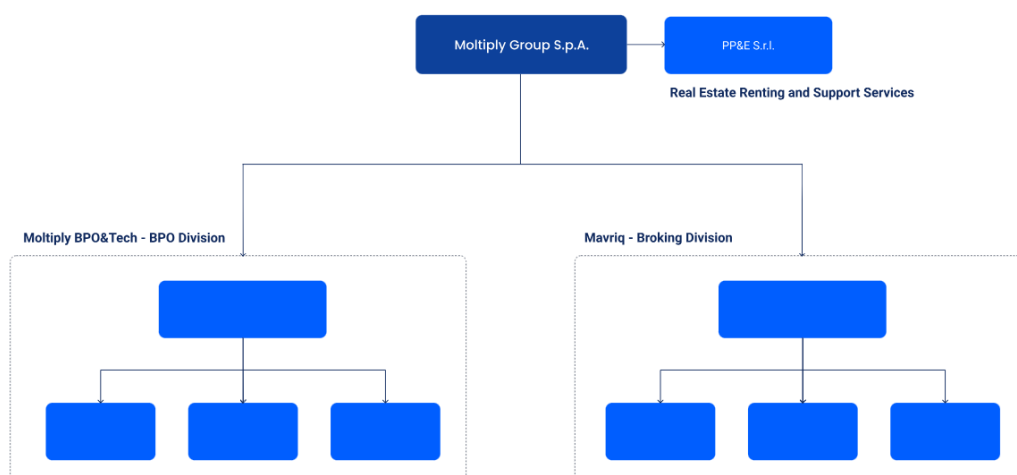 Moltiply Group S.p.A.
PP&E S.r.l.
Real Estate Renting and Support Services
Moltiply BPO&Tech - BPO Division
Mavriq - Broking Division